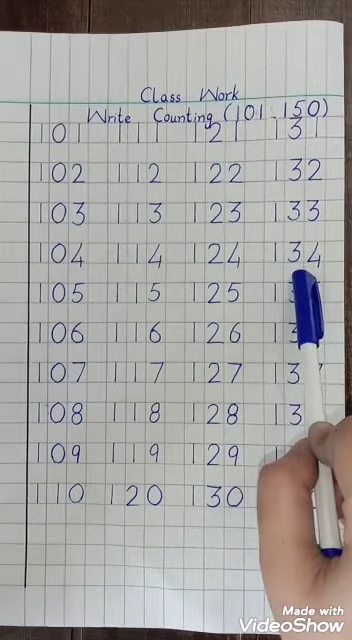 Class Work
Write Counting (101-150)
101 111 121 131
102 112 122 132
103 113 123 133
104 114 124 134
105 115 125
106 116 126
107 117 127
108 118 128
109 119 129
110 120 130
Made with
VideoShow